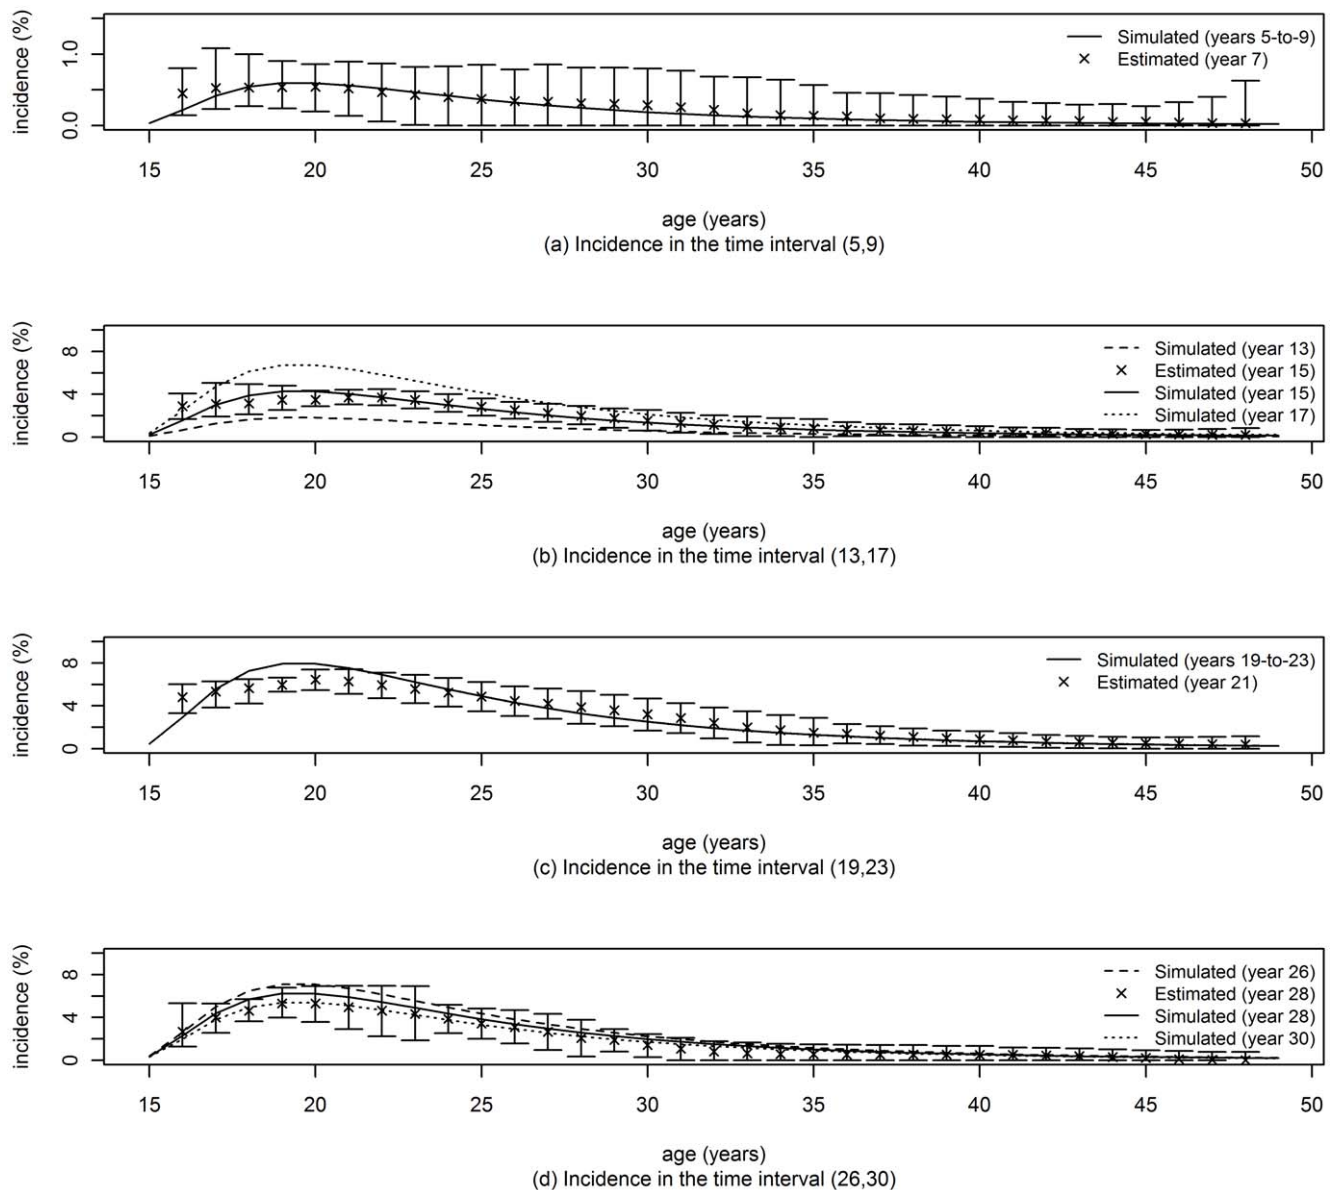 incidence (%)
1.0
0.0
Simulated (years 5-to-9)
Estimated (year 7)
15 20 25 30 35 40 45 50
age (years)
(a) Incidence in the time interval (5,9)
incidence (%)
8
4
0
Simulated (year 13)
Estimated (year 15)
Simulated (year 15)
Simulated (year 17)
15 20 25 30 35 40 45 50
age (years)
(b) Incidence in the time interval (13,17)
incidence (%)
8
4
0
Simulated (years 19-to-23)
Estimated (year 21)
15 20 25 30 35 40 45 50
age (years)
(c) Incidence in the time interval (19,23)
incidence (%)
8
4
0
Simulated (year 26)
Estimated (year 28)
Simulated (year 28)
Simulated (year 30)
15 20 25 30 35 40 45 50
age (years)
(d) Incidence in the time interval (26,30)